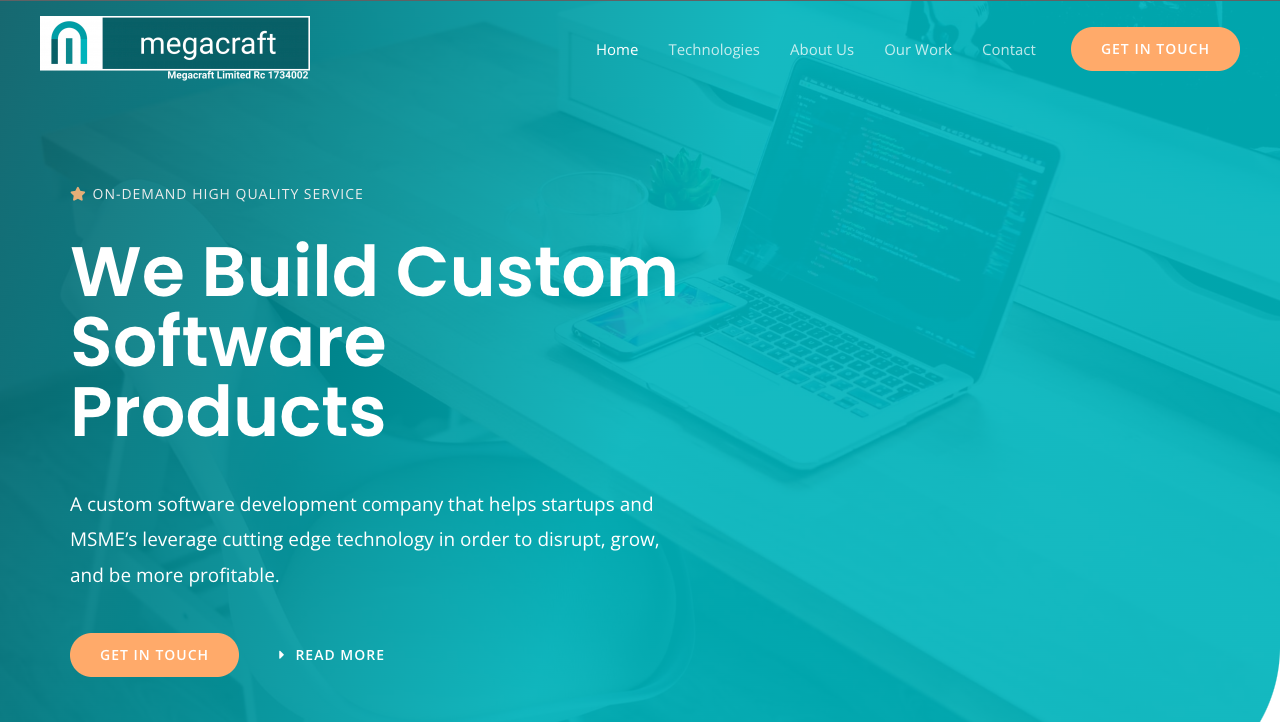 megacraft
Megacraft Limited Rc 1734002
Home Technologies About Us Our Work Contact GET IN TOUCH
ON-DEMAND HIGH QUALITY SERVICE
We Build Custom
Software
Products
A custom software development company that helps startups and
MSME’s leverage cutting edge technology in order to disrupt, grow,
and be more profitable.
GET IN TOUCH READ MORE